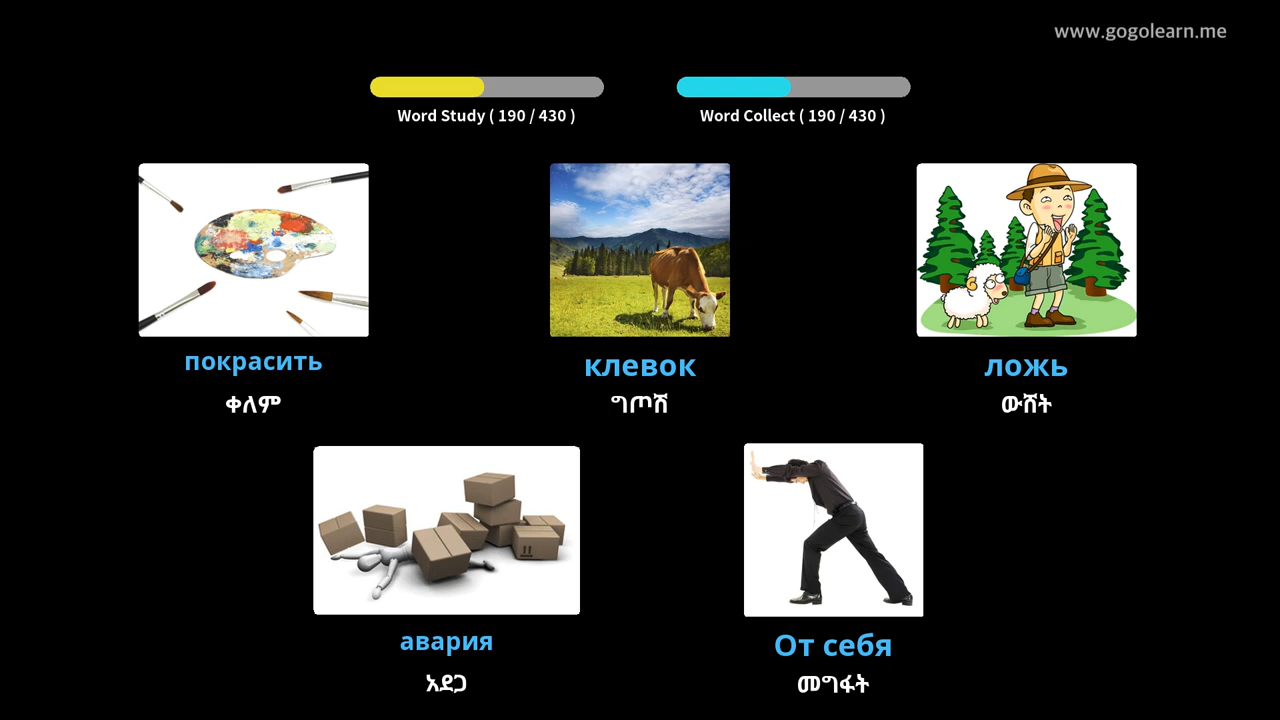 www.gogolearn.me
Word Study ( 190 / 430 )
Word Collect ( 190 / 430 )
покрасить
ቀለም
клевок
ግጦሽ
ложь
ውሸት
авария
አደጋ
От себя
መግፋት